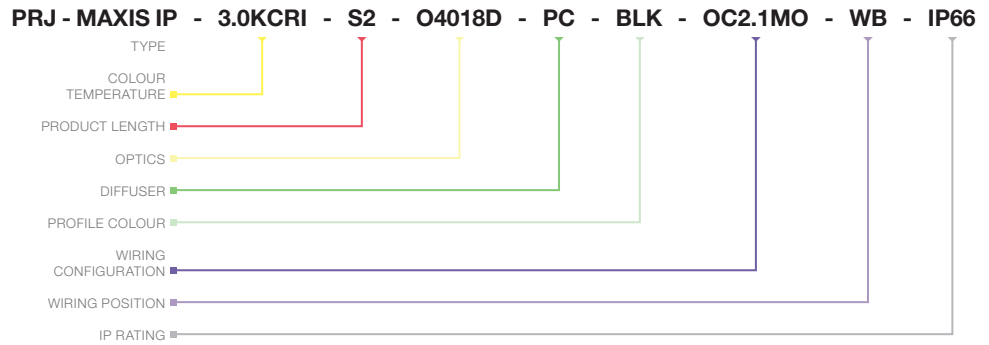 PRJ - MAXIS IP - 3.0KCRI - S2 - O4018D - PC - BLK - OC2.1MO - WB - IP66
TYPE
COLOUR
TEMPERATURE
PRODUCT LENGTH
OPTICS
DIFFUSER
PROFILE COLOUR
WIRING
CONFIGURATION
WIRING POSITION
IP RATING